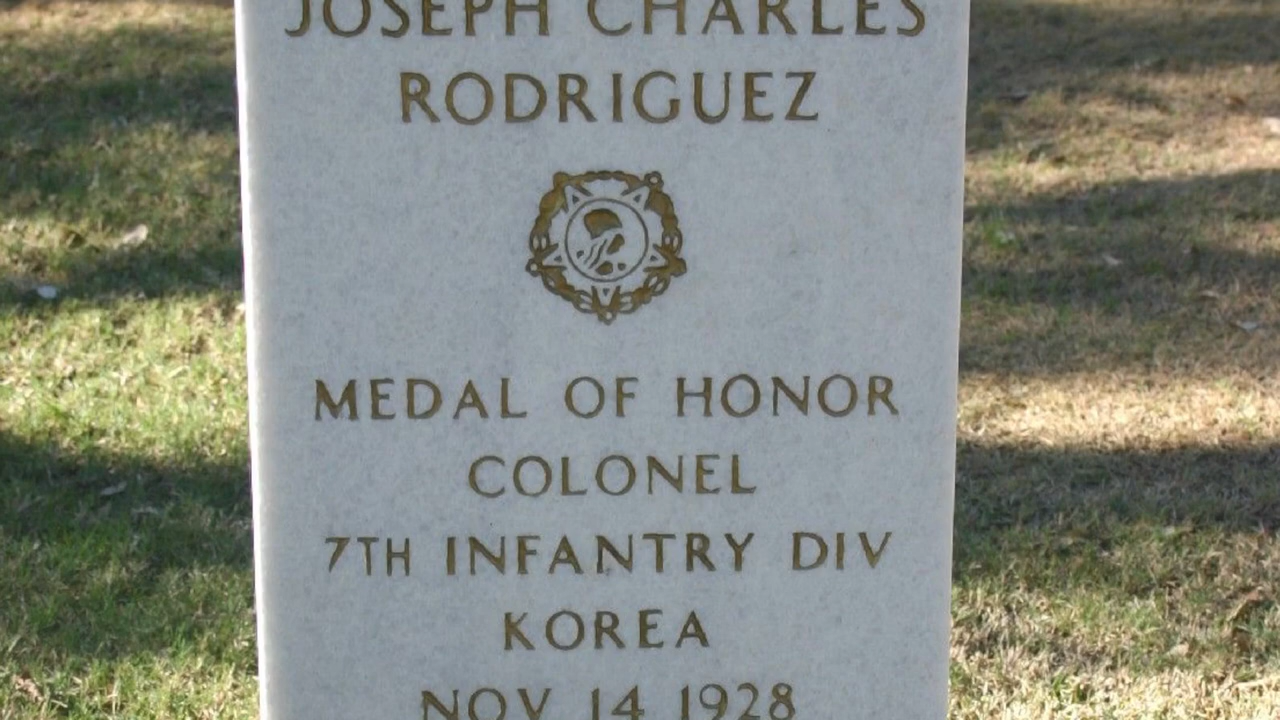 JOSEPH CHARLES
RODRIGUEZ
MEDAL OF HONOR
COLONEL
7TH INFANTRY DIV
KOREA
NOV 14 1928